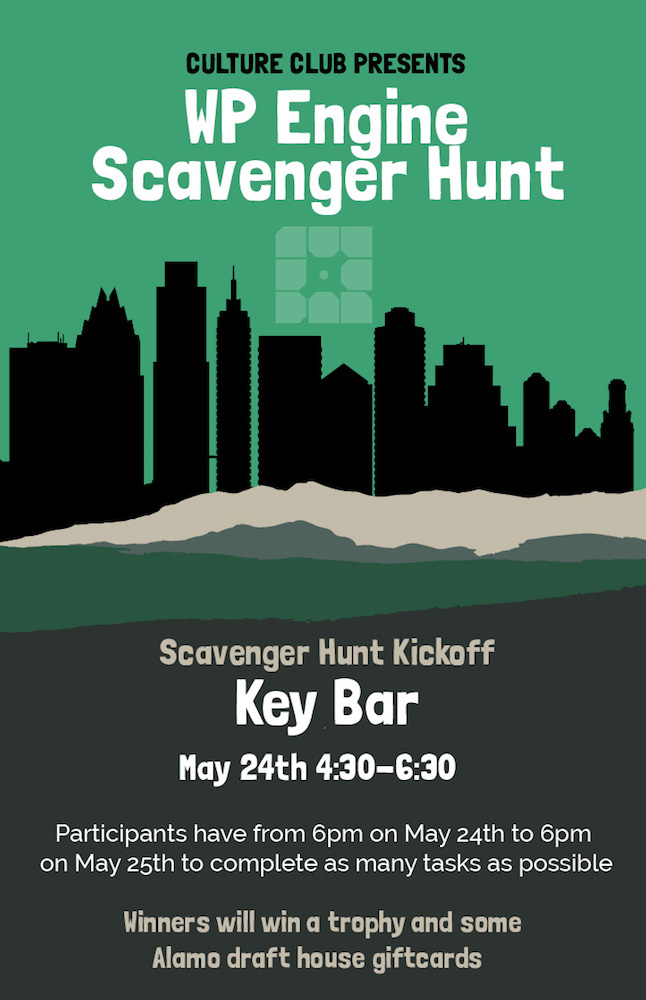 CULTURE CLUB PRESENTS
WP Engine
Scavenger Hunt
Scavenger Hunt Kickoff
Key Bar
May 24th 4:30-6:30
Participants have from 6pm on May 24th to 6pm
on May 25th to complete as many tasks as possible
Winners will win a trophy and some
Alamo draft house giftcards